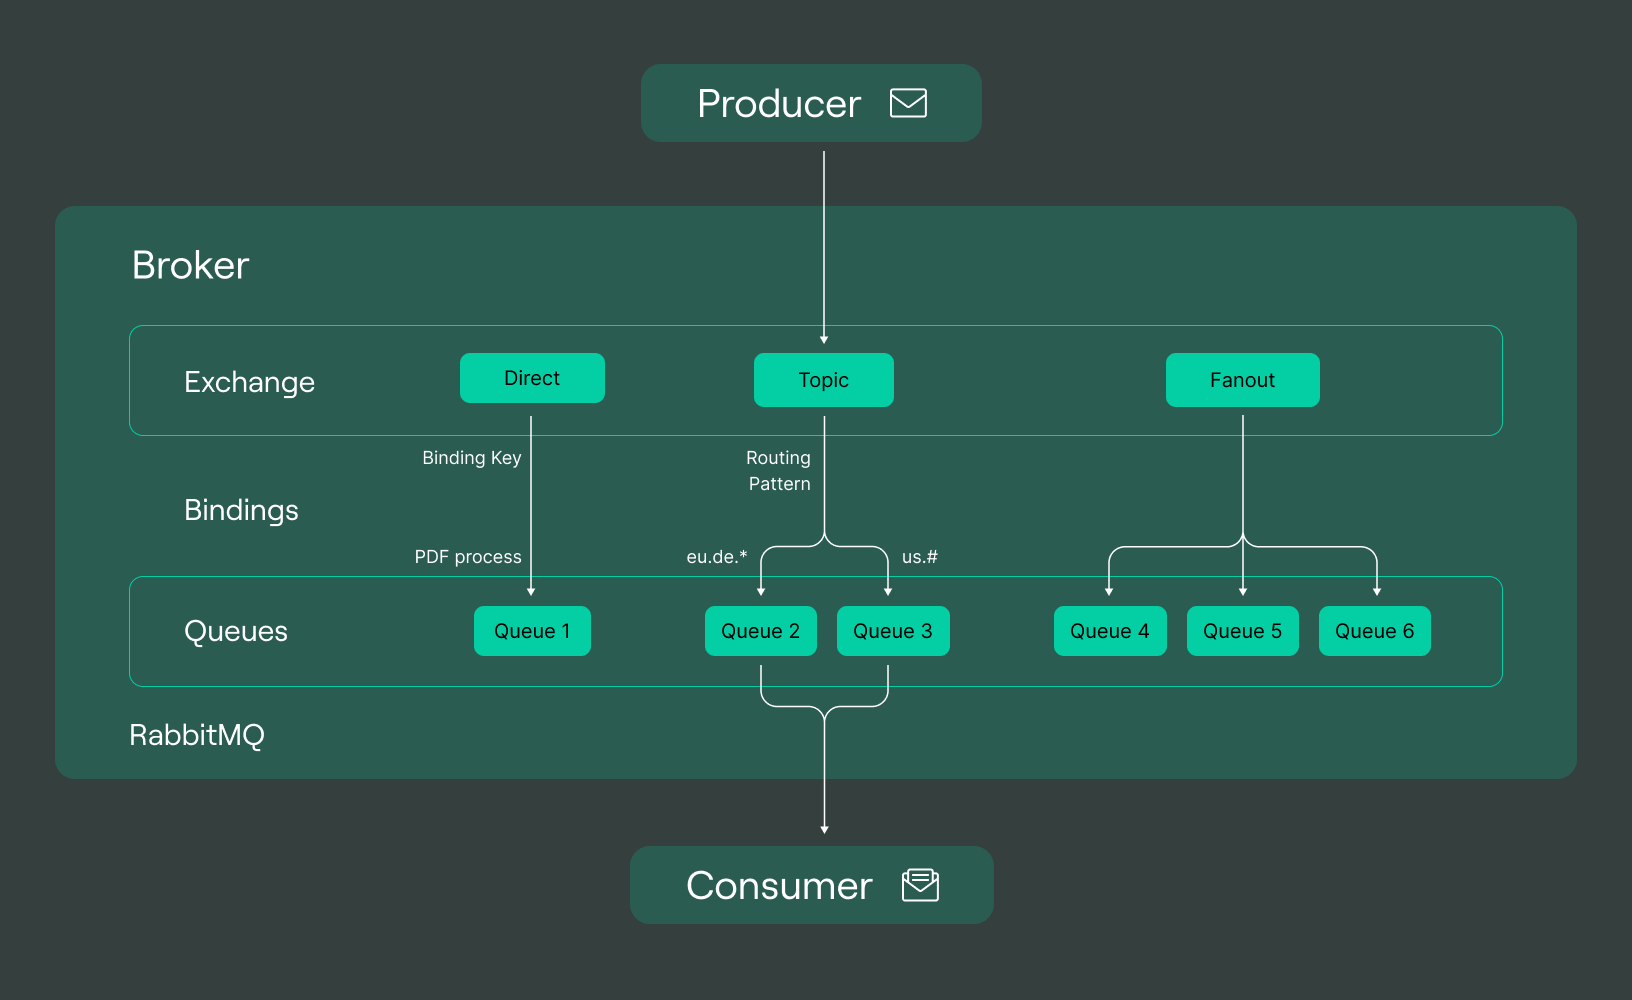 Producer
Broker
Exchange
Direct
Topic
Fanout
Binding Key
Routing
Pattern
Bindings
PDF process
eu.de.*
us.#
Queues
Queue 1
Queue 2
Queue 3
Queue 4
Queue 5
Queue 6
RabbitMQ
Consumer